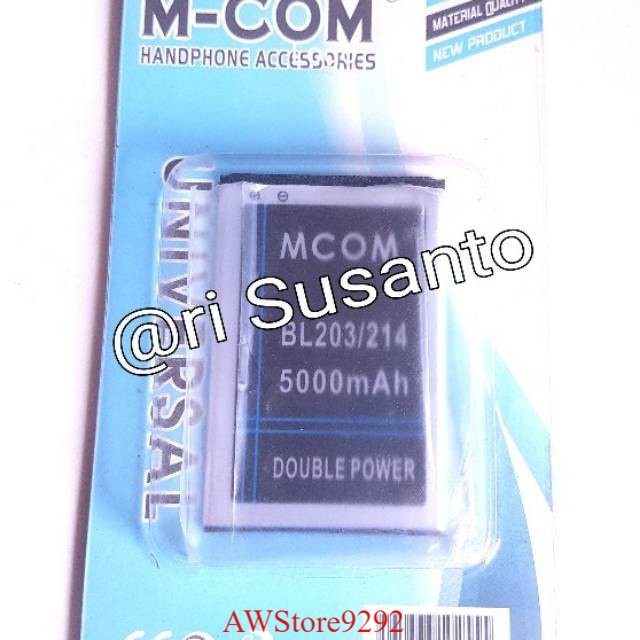 M-COM
HANDPHONE ACCESSORIES
MATERIAL QUALITY
NEW PRODUCT
UNIVERSAL
MCOM
@ri Susanto
BL203/214
5000mAh
DOUBLE POWER
AWStore9292